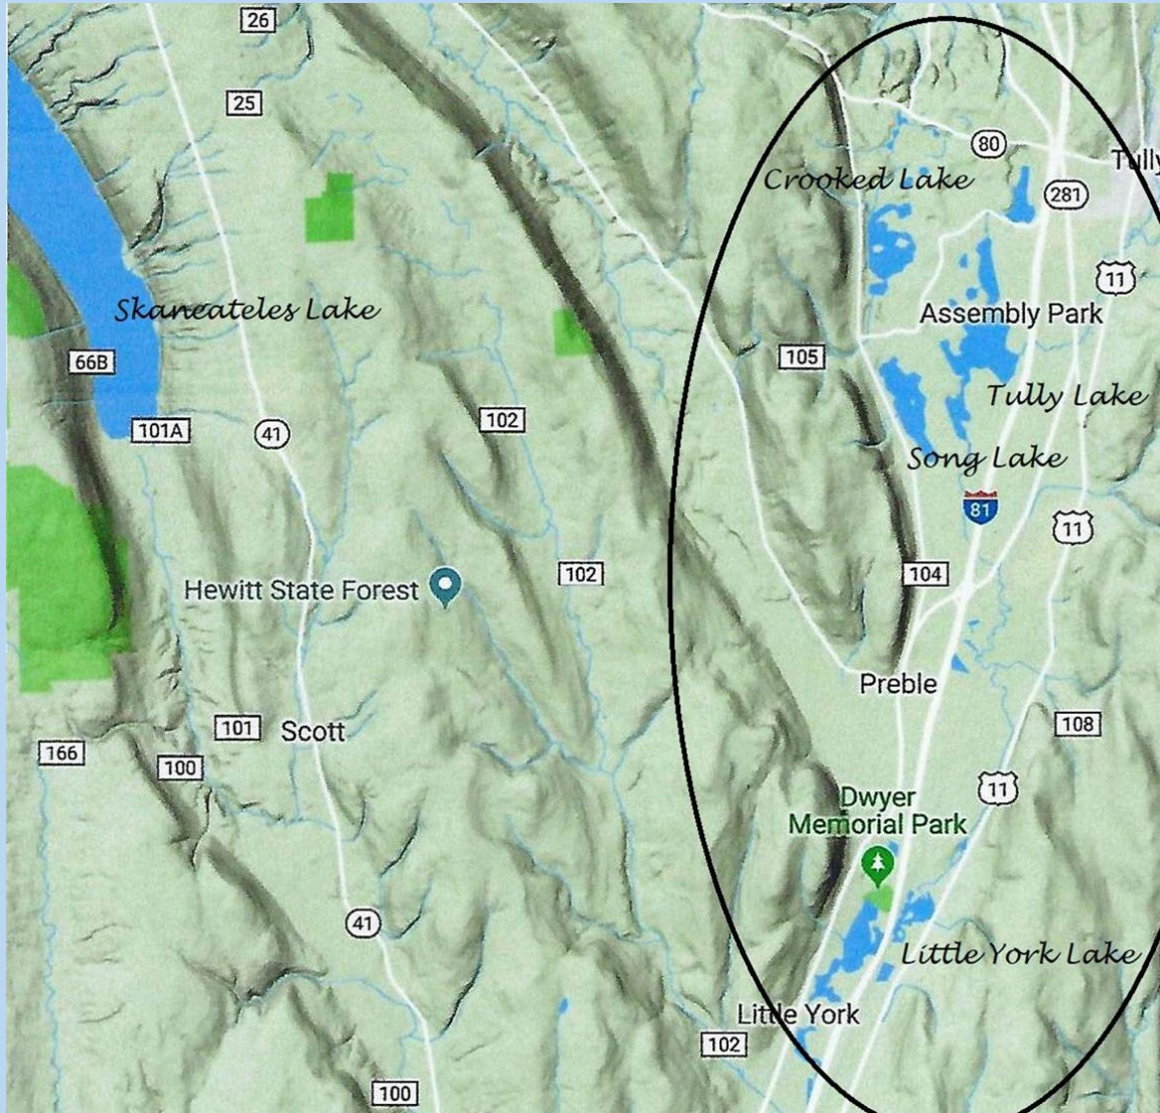 26
25
80
Tully
Crooked Lake
281
11
Skaneateles Lake
Assembly Park
66B
105
Tully Lake
102
101A
41
Song Lake
81
11
102
104
Hewitt State Forest
Preble
101
Scott
108
166
100
11
Dwyer
Memorial Park
41
Little York Lake
Little York
102
100